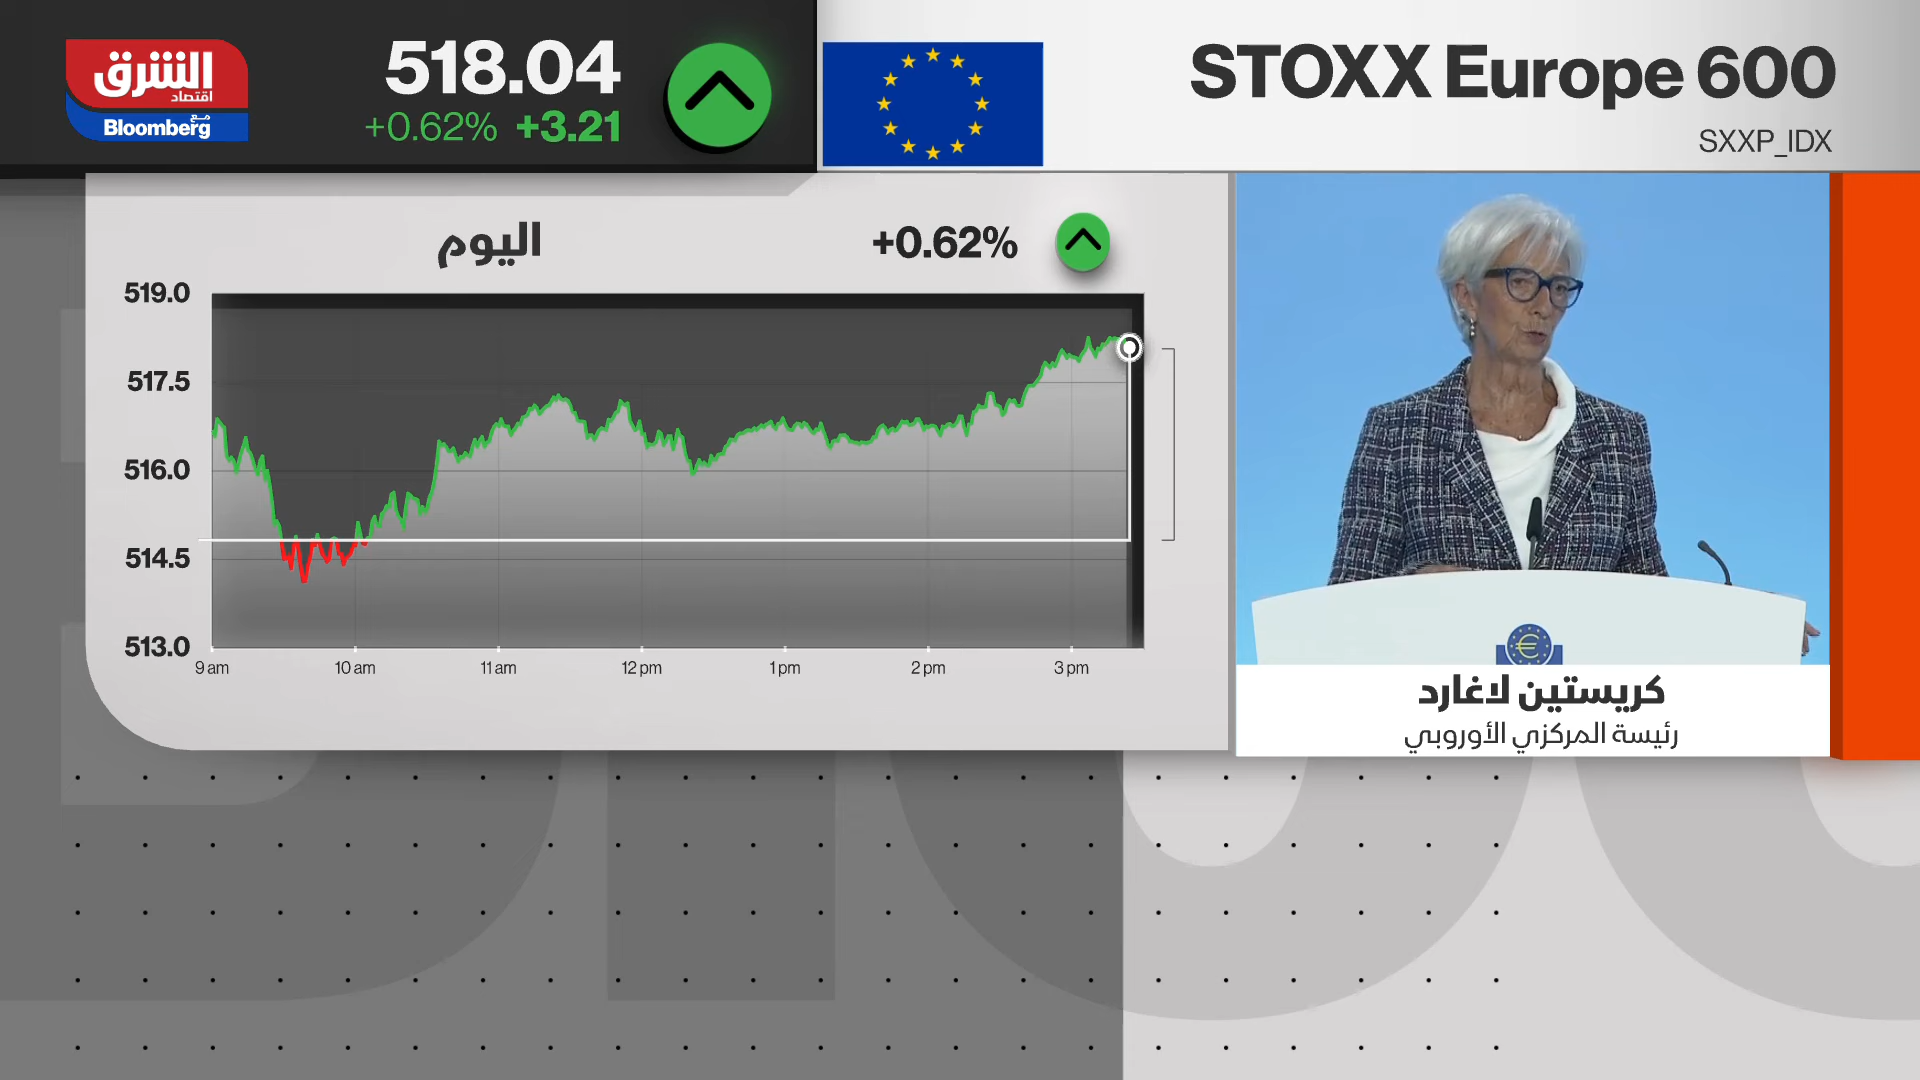 الشرق
اقتصاد
مع
Bloomberg
518.04
+0.62% +3.21
STOXX Europe 600
SXXP_IDX
اليوم
+0.62%
519.0
517.5
516.0
514.5
513.0
9 am 10 am 11 am 12 pm 1 pm 2 pm 3 pm
كريستين لاغارد
رئيسة المركزي الأوروبي